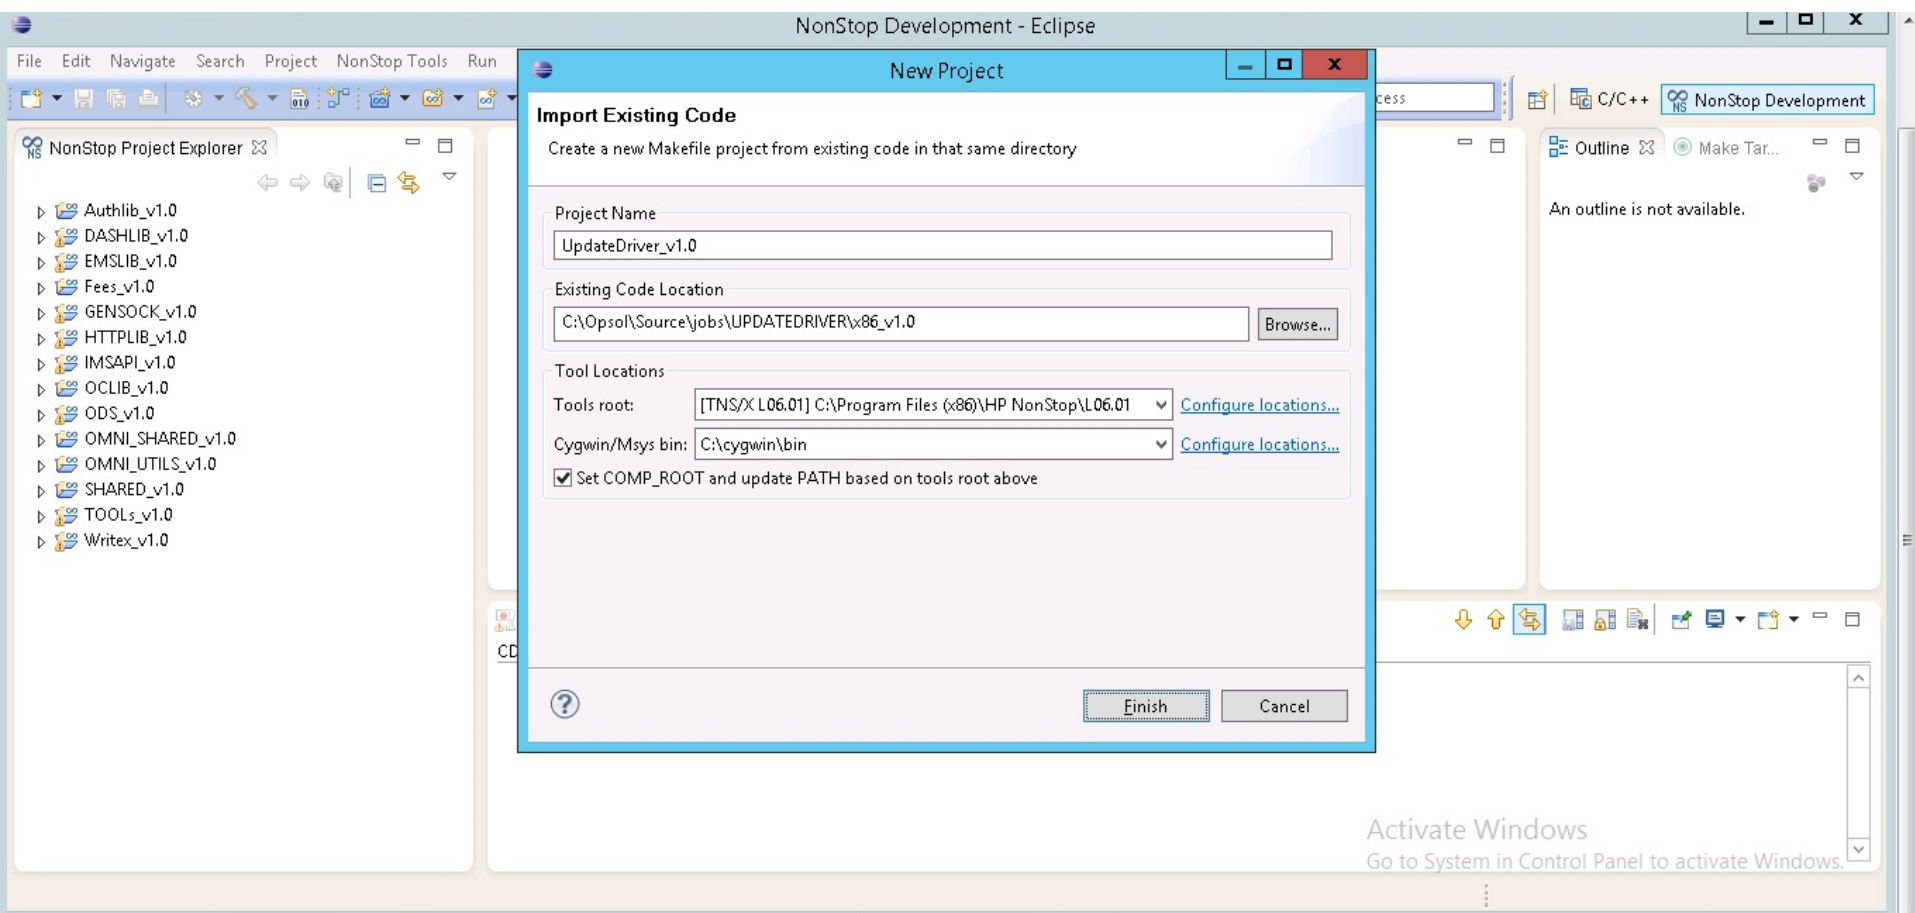 NonStop Development - Eclipse
File Edit Navigate Search Project NonStop Tools Run
New Project
cess
C/C++
NonStop Development
NonStop Project Explorer
Authlib_v1.0
DASHLIB_v1.0
EMSLIB_v1.0
Fees_v1.0
GENSOCK_v1.0
HTTPLIB_v1.0
IMSAPI_v1.0
OCLIB_v1.0
ODS_v1.0
OMNI_SHARED_v1.0
OMNI_UTILS_v1.0
SHARED_v1.0
TOOLs_v1.0
Writex_v1.0
Import Existing Code
Create a new Makefile project from existing code in that same directory
Project Name
UpdateDriver_v1.0
Existing Code Location
C:\Opsol\Source\jobs\UPDATEDRIVER\x86_v1.0
Browse...
Tool Locations
Tools root: [TNS/X L06.01] C:\Program Files (x86)\HP NonStop\L06.01 Configure locations...
Cygwin/Msys bin: C:\cygwin\bin Configure locations...
Set COMP_ROOT and update PATH based on tools root above
Finish Cancel
Outline Make Tar...
An outline is not available.
CD
Activate Windows
Go to System in Control Panel to activate Windows.